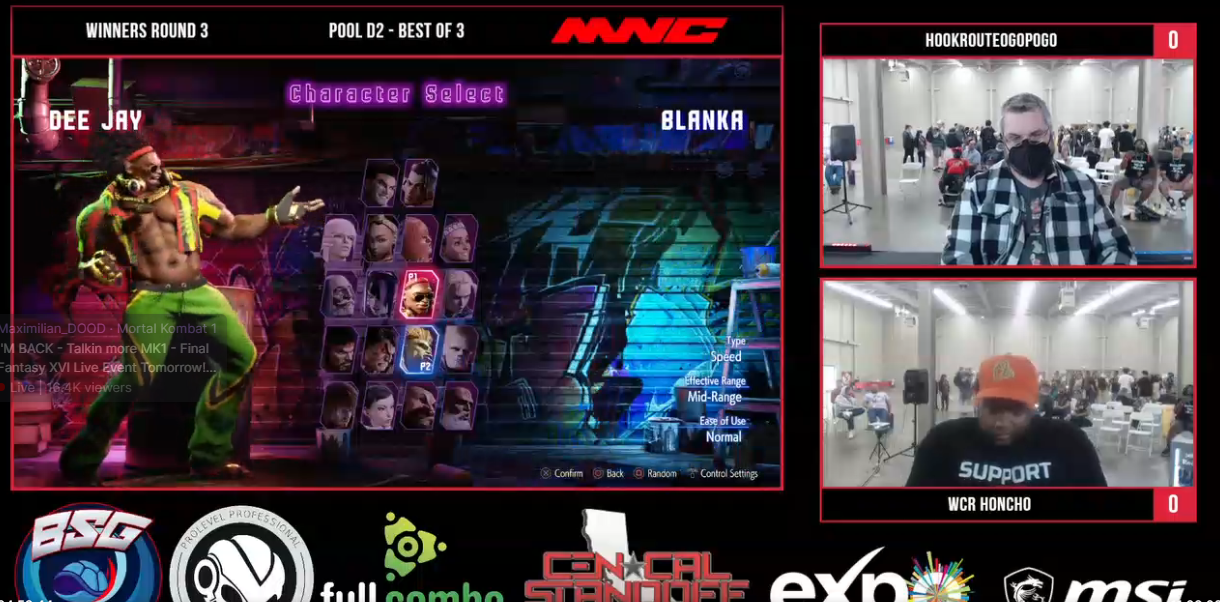 WINNERS ROUND 3
POOL D2 - BEST OF 3
MNC
HOOKROUTEOGOPOGO
0
Character Select
DEE JAY
BLANKA
P1
P2
Maximilian_DOOD · Mortal Kombat 1
'M BACK - Talkin more MK1 - Final
Fantasy XVI Live Event Tomorrow!...
Live | 16.4K viewers
Type
Speed
Effective Range
Mid-Range
Ease of Use
Normal
Confirm
Back
Random
Control Settings
SUPPORT
WCR HONCHO
0
BSG
PROLEVEL PROFESSIONAL
full combo
CEN CAL
STANDOFF
expo
msi